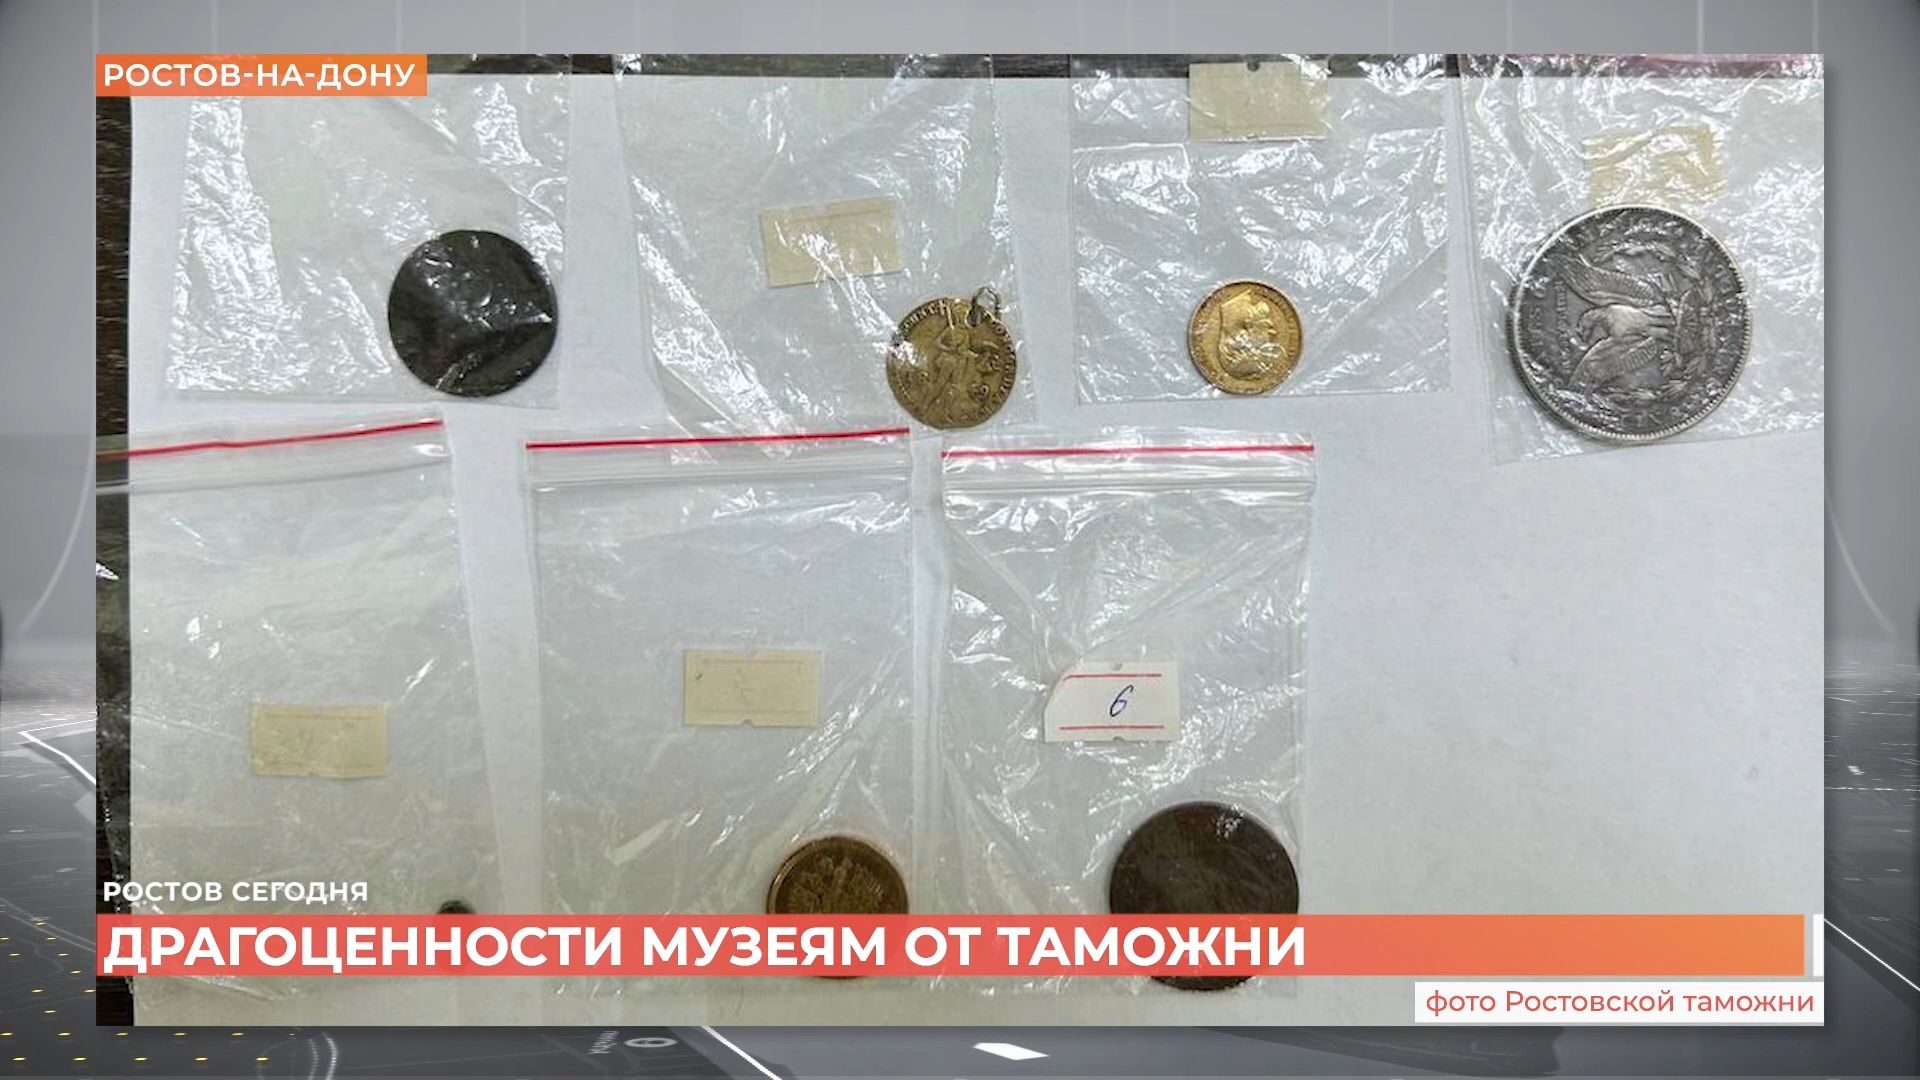 РОСТОВ-НА-ДОНУ
6
РОСТОВ СЕГОДНЯ
ДРАГОЦЕННОСТИ МУЗЕЯМ ОТ ТАМОЖНИ
фото Ростовской таможни